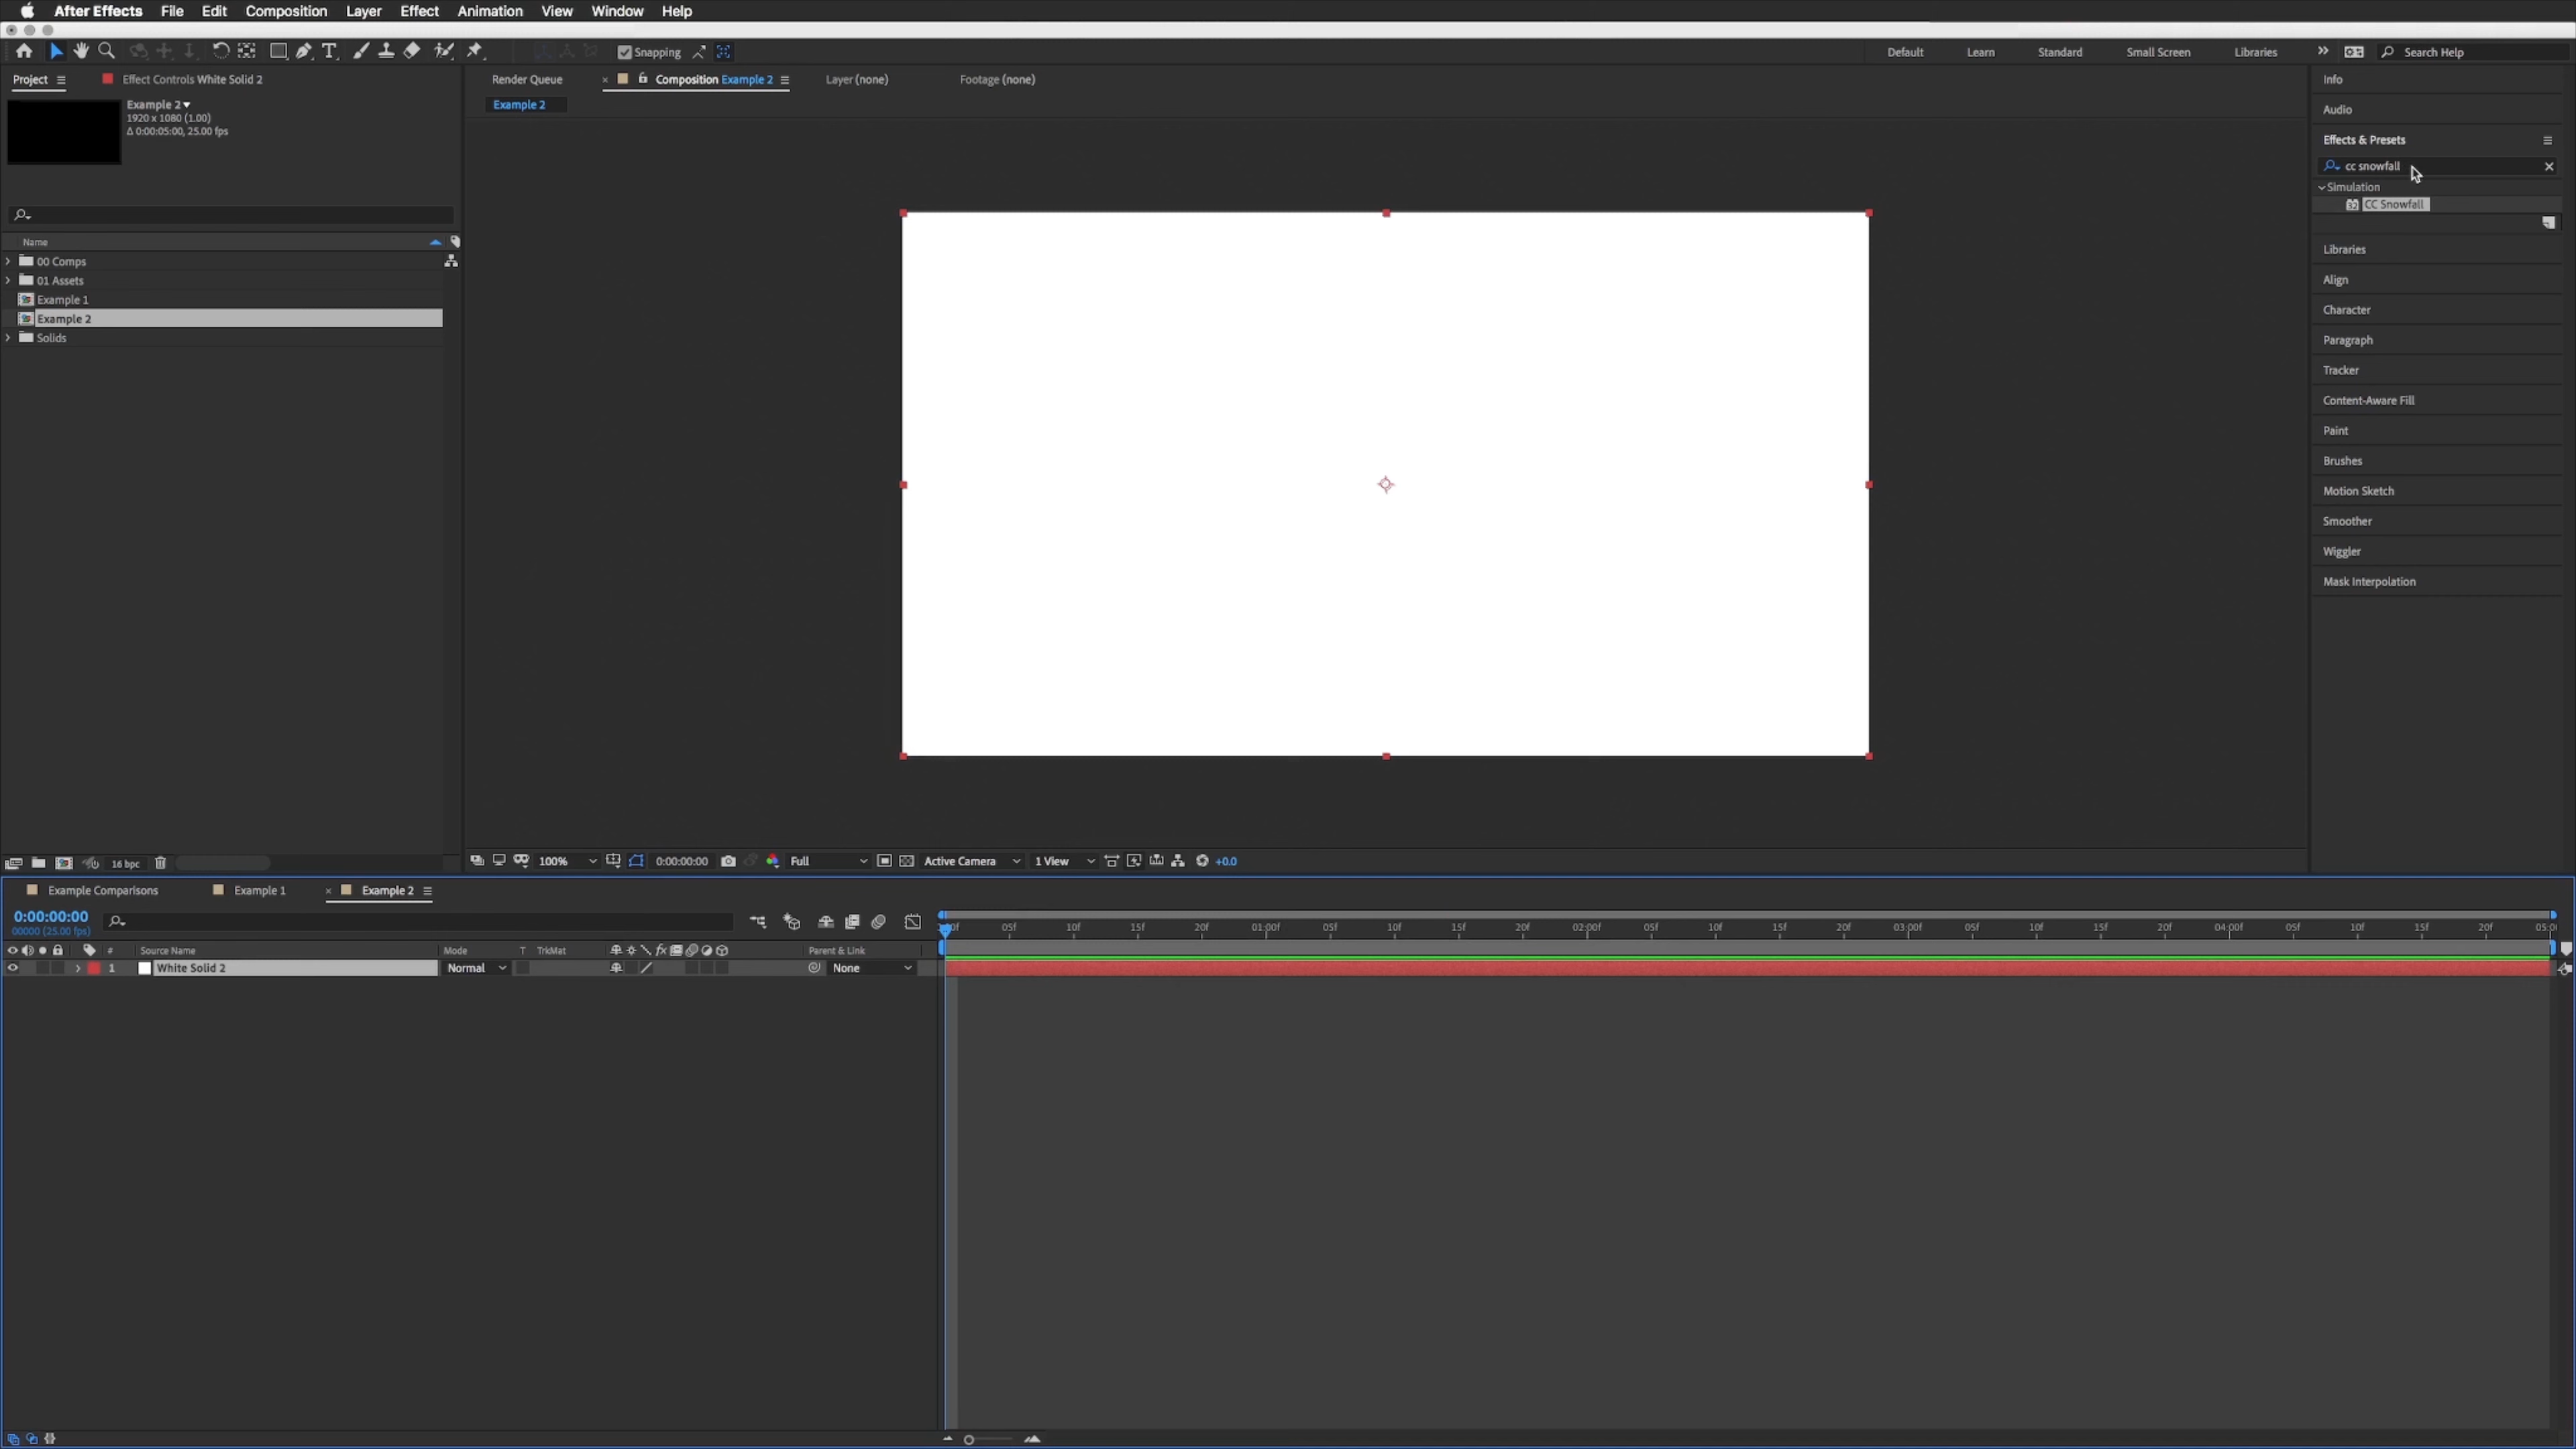 After Effects File Edit Composition Layer Effect Animation View Window Help
Snapping Default Learn Standard Small Screen Libraries Search Help
Project Effect Controls White Solid 2
Example 2
1920 x 1080 (1.00)
Δ 0:00:05:00, 25.00 fps
Name
00 Comps
01 Assets
Example 1
Example 2
Solids
16 bpc
Render Queue Composition Example 2 Layer (none) Footage (none)
Example 2
100% 0:00:00:00 Full Active Camera 1 View +0.0
Info
Audio
Effects & Presets
cc snowfall
Simulation
32 CC Snowfall
Libraries
Align
Character
Paragraph
Tracker
Content-Aware Fill
Paint
Brushes
Motion Sketch
Smoother
Wiggler
Mask Interpolation
Example Comparisons Example 1 Example 2
0:00:00:00
00000 (25.00 fps)
05f 10f 15f 20f 01:00f 05f 10f 15f 20f 02:00f 05f 10f 15f 20f 03:00f 05f 10f 15f 20f 04:00f 05f 10f 15f 20f
# Source Name Mode T TrkMat fx Parent & Link
1 White Solid 2 Normal None